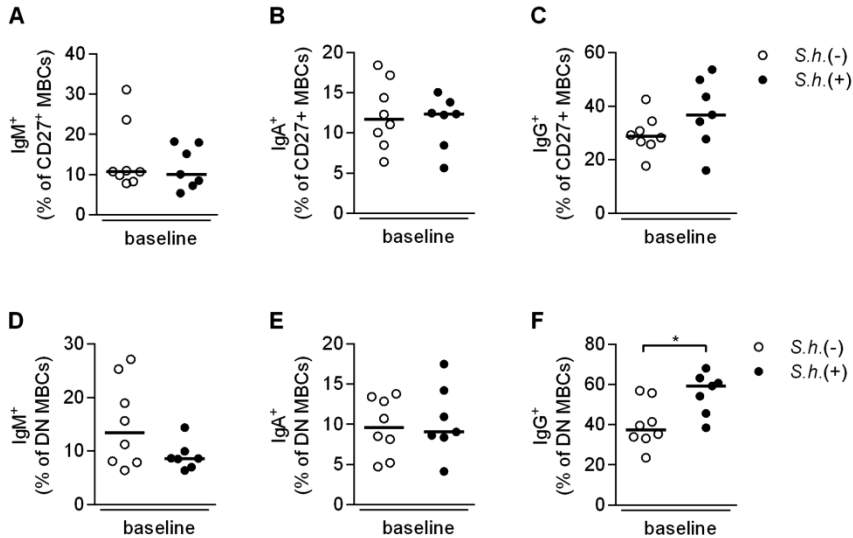 A
IgM+
(% of CD27+ MBCs)
40
30
20
10
0
baseline
B
IgA+
(% of CD27+ MBCs)
20
15
10
5
0
baseline
C
IgG+
(% of CD27+ MBCs)
60
40
20
0
baseline
S.h.(-)
S.h.(+)
D
IgM+
(% of DN MBCs)
30
20
10
0
baseline
E
IgA+
(% of DN MBCs)
20
15
10
5
0
baseline
F
IgG+
(% of DN MBCs)
80
60
40
20
0
*
baseline
S.h.(-)
S.h.(+)